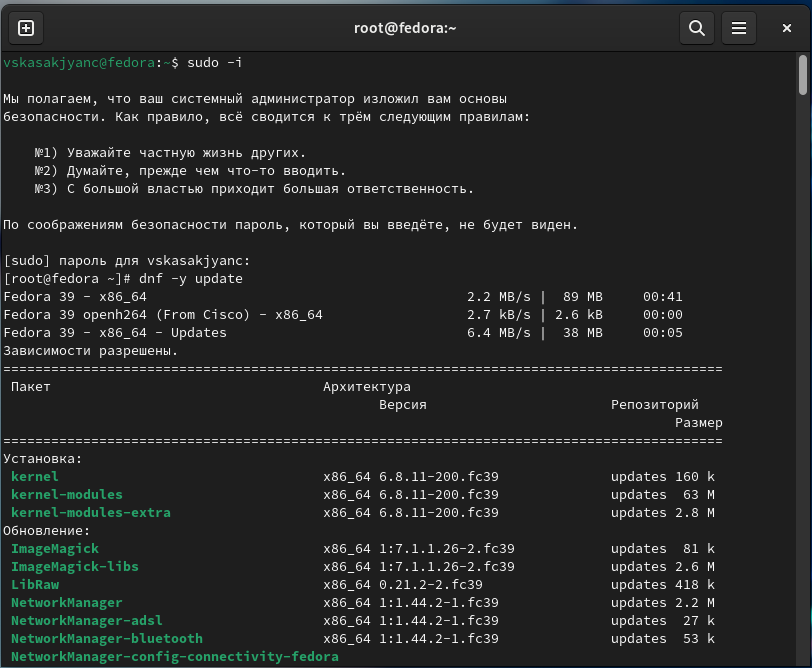 root@fedora:~
vskasakjyanc@fedora:~$ sudo -i
Мы полагаем, что ваш системный администратор изложил вам основы
безопасности. Как правило, всё сводится к трём следующим правилам:
№1) Уважайте частную жизнь других.
№2) Думайте, прежде чем что-то вводить.
№3) С большой властью приходит большая ответственность.
По соображениям безопасности пароль, который вы введёте, не будет виден.
[sudo] пароль для vskasakjyanc:
[root@fedora ~]# dnf -y update
Fedora 39 - x86_64 2.2 MB/s | 89 MB 00:41
Fedora 39 openh264 (From Cisco) - x86_64 2.7 kB/s | 2.6 kB 00:00
Fedora 39 - x86_64 - Updates 6.4 MB/s | 38 MB 00:05
Зависимости разрешены.
================================================================================
Пакет Архитектура
Версия Репозиторий
Размер
================================================================================
Установка:
kernel x86_64 6.8.11-200.fc39 updates 160 k
kernel-modules x86_64 6.8.11-200.fc39 updates 63 M
kernel-modules-extra x86_64 6.8.11-200.fc39 updates 2.8 M
Обновление:
ImageMagick x86_64 1:7.1.1.26-2.fc39 updates 81 k
ImageMagick-libs x86_64 1:7.1.1.26-2.fc39 updates 2.6 M
LibRaw x86_64 0.21.2-2.fc39 updates 418 k
NetworkManager x86_64 1:1.44.2-1.fc39 updates 2.2 M
NetworkManager-adsl x86_64 1:1.44.2-1.fc39 updates 27 k
NetworkManager-bluetooth x86_64 1:1.44.2-1.fc39 updates 53 k
NetworkManager-config-connectivity-fedora